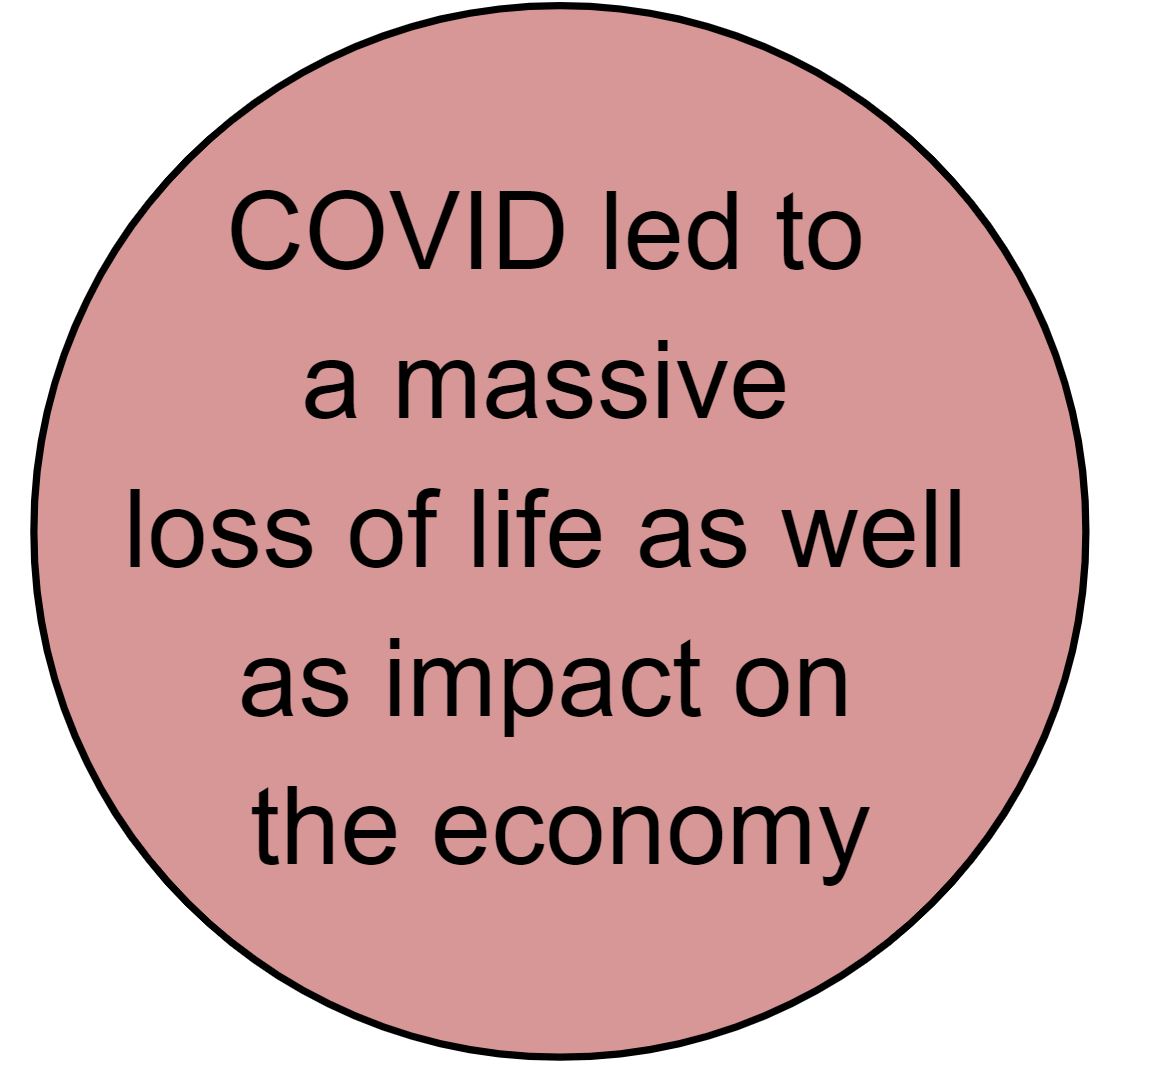 COVID led to
a massive
loss of life as well
as impact on
the economy